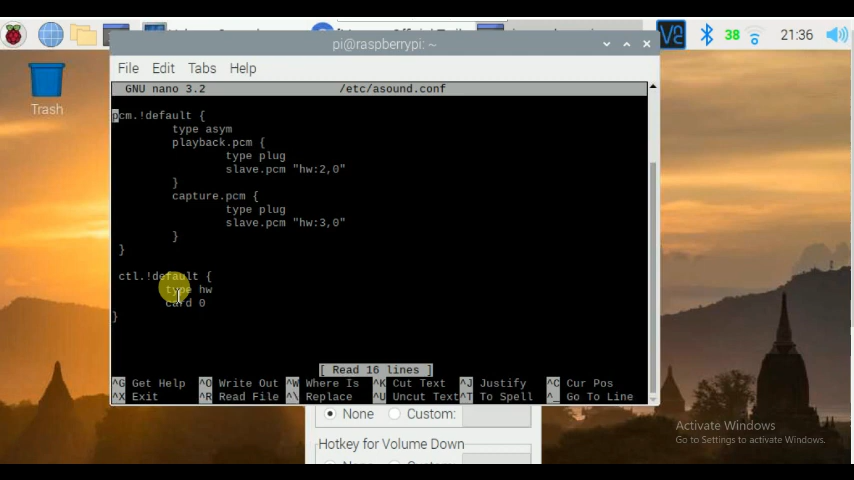 38 21:36
pi@raspberrypi: ~
File Edit Tabs Help
GNU nano 3.2 /etc/asound.conf
Trash
pcm.!default {
type asym
playback.pcm {
type plug
slave.pcm "hw:2,0"
}
capture.pcm {
type plug
slave.pcm "hw:3,0"
}
}
ctl.!default {
type hw
card 0
}
[ Read 16 lines ]
^G Get Help ^O Write Out ^W Where Is ^K Cut Text ^J Justify ^C Cur Pos
^X Exit ^R Read File ^\ Replace ^U Uncut Text ^T To Spell ^_ Go To Line
None Custom:
Hotkey for Volume Down
Activate Windows
Go to Settings to activate Windows.